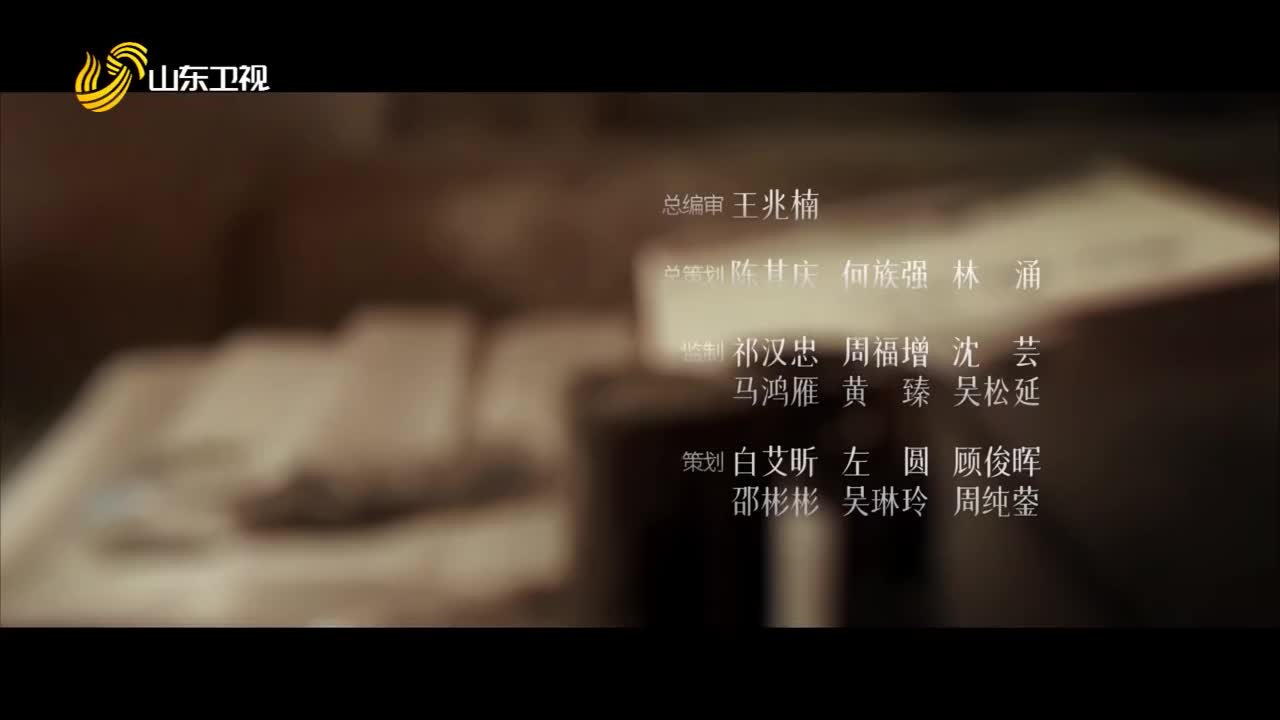 山东卫视
总编审 王兆楠
总策划 陈其庆 何族强 林 涌
监制 祁汉忠 周福增 沈 芸
马鸿雁 黄 臻 吴松延
策划 白艾昕 左 圆 顾俊晖
邵彬彬 吴琳玲 周纯蓥